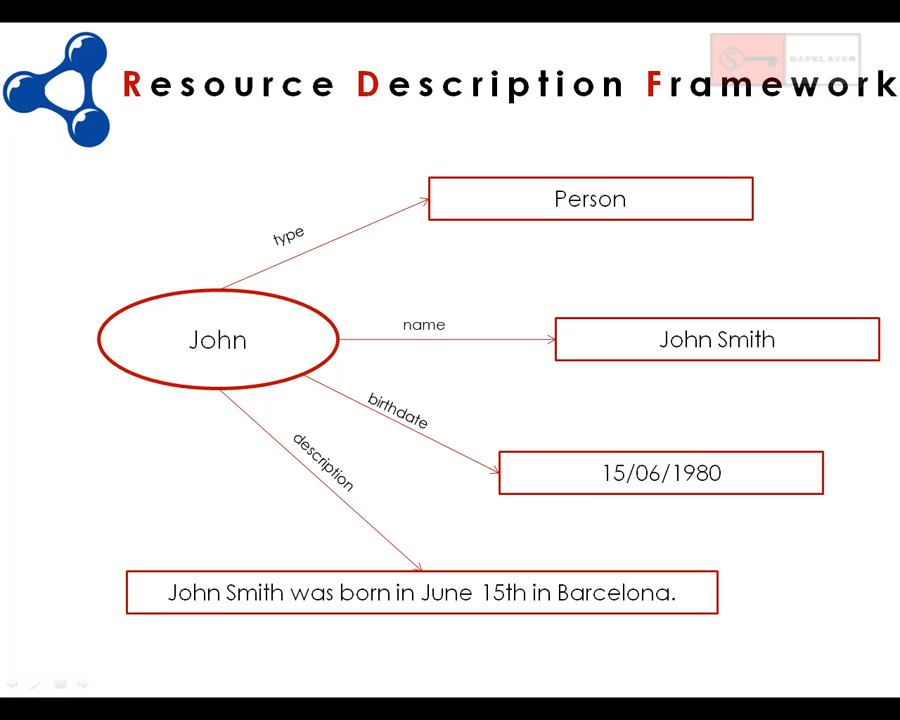 Resource Description Framework
SAFELAYER
Person
type
John
name
John Smith
birthdate
15/06/1980
description
John Smith was born in June 15th in Barcelona.